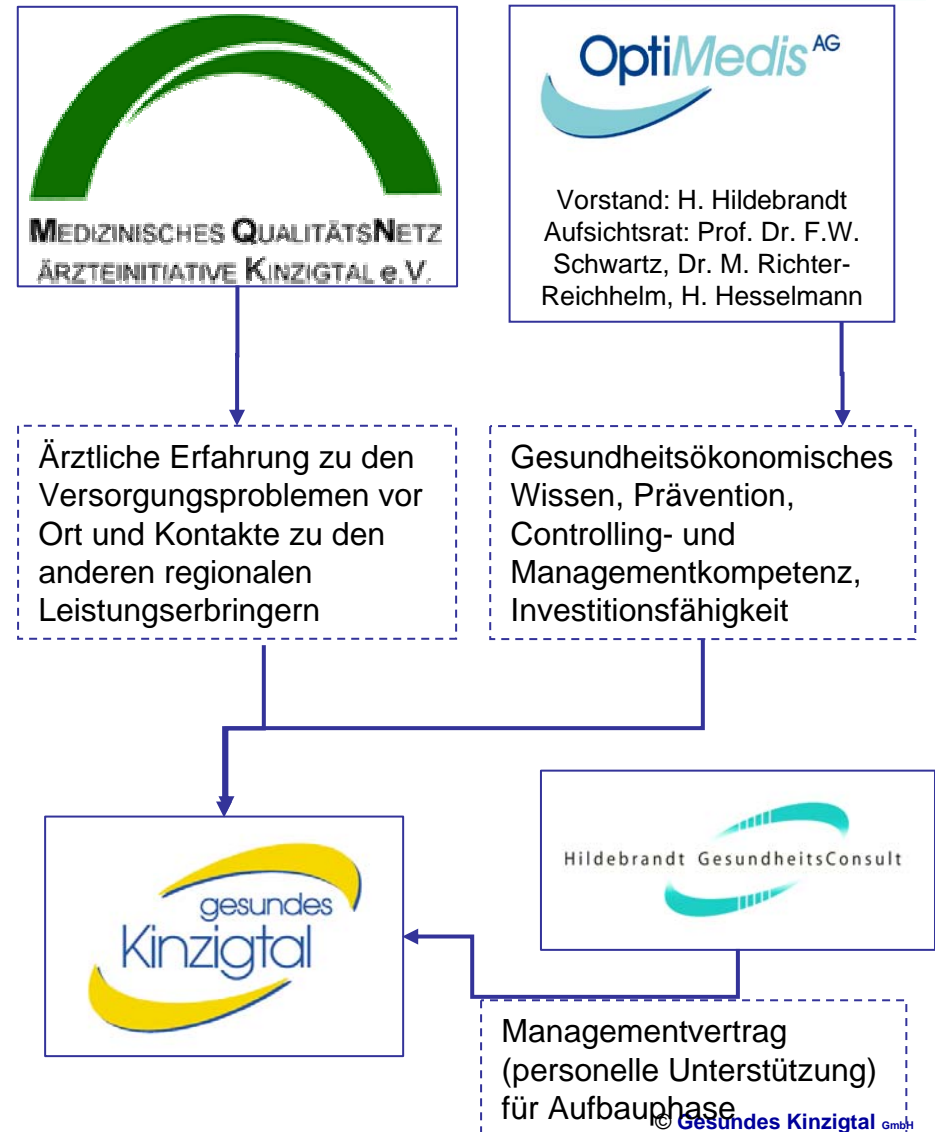 MEDIZINISCHES QUALITÄTSNETZ
ÄRZTEINITIATIVE KINZIGTAL e.V.
OptiMedis AG
Vorstand: H. Hildebrandt
Aufsichtsrat: Prof. Dr. F.W.
Schwartz, Dr. M. Richter-
Reichhelm, H. Hesselmann
Ärztliche Erfahrung zu den
Versorgungsproblemen vor
Ort und Kontakte zu den
anderen regionalen
Leistungserbringern
Gesundheitsökonomisches
Wissen, Prävention,
Controlling- und
Managementkompetenz,
Investitionsfähigkeit
gesundes
Kinzigtal
Hildebrandt GesundheitsConsult
Managementvertrag
(personelle Unterstützung)
für Aufbauphase
© Gesundes Kinzigtal GmbH